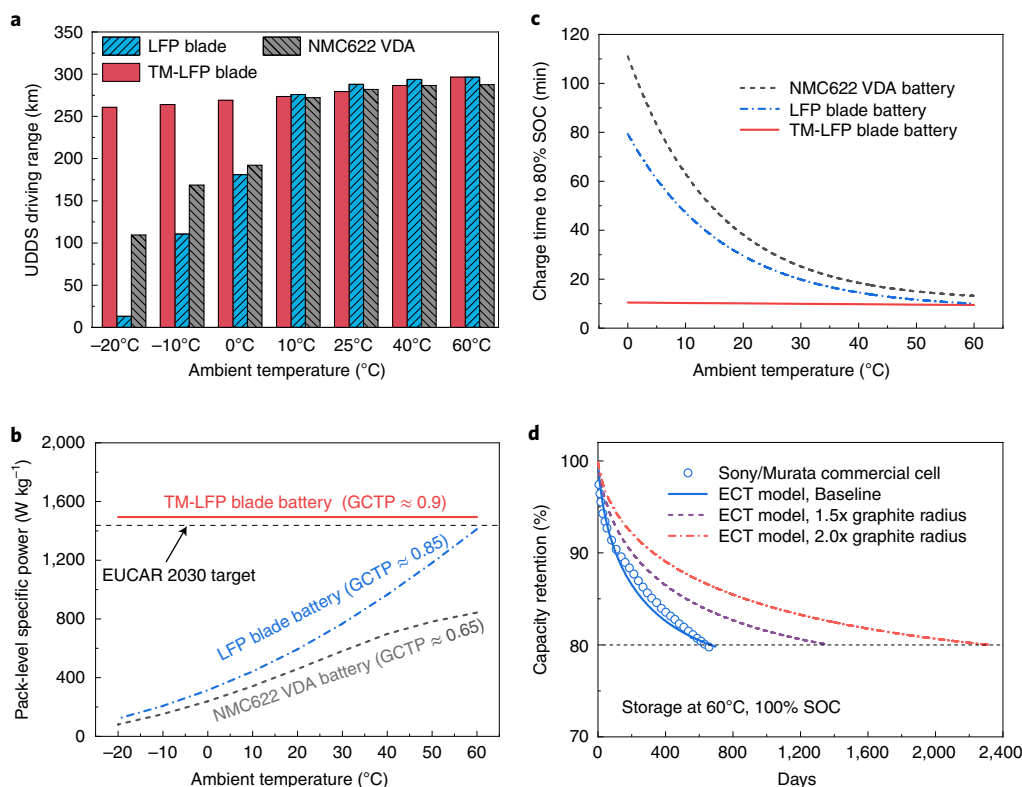 a
350
300
250
200
150
100
50
0
UDDS driving range (km)
LFP blade
NMC622 VDA
TM-LFP blade
–20°C –10°C 0°C 10°C 25°C 40°C 60°C
Ambient temperature (°C)
c
120
100
80
60
40
20
0
Charge time to 80% SOC (min)
NMC622 VDA battery
LFP blade battery
TM-LFP blade battery
0 10 20 30 40 50 60
Ambient temperature (°C)
b
2,000
1,600
1,200
800
400
0
Pack-level specific power (W kg⁻¹)
TM-LFP blade battery (GCTP ≈ 0.9)
EUCAR 2030 target
LFP blade battery (GCTP ≈ 0.85)
NMC622 VDA battery (GCTP ≈ 0.65)
–20 –10 0 10 20 30 40 50 60
Ambient temperature (°C)
d
100
90
80
70
Capacity retention (%)
Sony/Murata commercial cell
ECT model, Baseline
ECT model, 1.5x graphite radius
ECT model, 2.0x graphite radius
Storage at 60°C, 100% SOC
0 400 800 1,200 1,600 2,000 2,400
Days